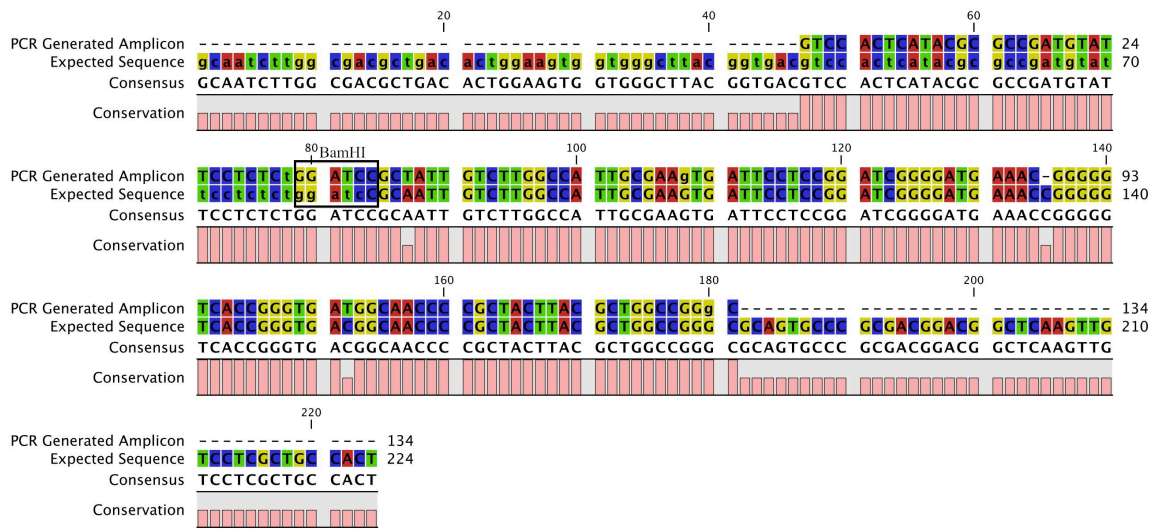 20 40 60
PCR Generated Amplicon ---------- ---------- ---------- ---------- ------GTCC ACTCATACGC GCCGATGTAT 24
Expected Sequence gcaatcttgg cgacgctgac actggaagtg gtgggcttac ggtgacgtcc actcatacgc gccgatgtat 70
Consensus GCAATCTTGG CGACGCTGAC ACTGGAAGTG GTGGGCTTAC GGTGACGTCC ACTCATACGC GCCGATGTAT
Conservation
80 100 120 140
BamHI
PCR Generated Amplicon TCCTCTCtGG ATCCGCTATT GTCTTGGCCA TTGCGAAgTG ATTCCTCCGG ATCGGGGATG AAAC-GGGGG 93
Expected Sequence tcctctctgg atcCGCAATT GTCTTGGCCA TTGCGAAGTG ATTCCTCCGG ATCGGGGATG AAACCGGGGG 140
Consensus TCCTCTCTGG ATCCGCAATT GTCTTGGCCA TTGCGAAGTG ATTCCTCCGG ATCGGGGATG AAACCGGGGG
Conservation
160 180 200
PCR Generated Amplicon TCACCGGGTG ATGGCAACCC CGCTACTTAC GCTGGCCGGg C--------- ---------- ---------- 134
Expected Sequence TCACCGGGTG ACGGCAACCC CGCTACTTAC GCTGGCCGGG CGCAGTGCCC GCGACGGACG GCTCAAGTTG 210
Consensus TCACCGGGTG ACGGCAACCC CGCTACTTAC GCTGGCCGGG CGCAGTGCCC GCGACGGACG GCTCAAGTTG
Conservation
220
PCR Generated Amplicon ---------- ---- 134
Expected Sequence TCCTCGCTGC CACT 224
Consensus TCCTCGCTGC CACT
Conservation